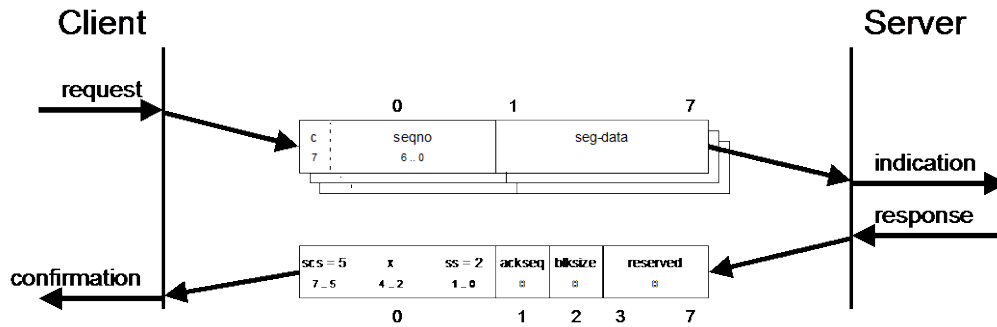 Client Server
request
0 1 7
c seqno seg-data
7 6 .. 0
indication
response
scs = 5 x ss = 2 ackseq blksize reserved
confirmation
7 .. 5 4 .. 2 1 .. 0
0 1 2 3 7